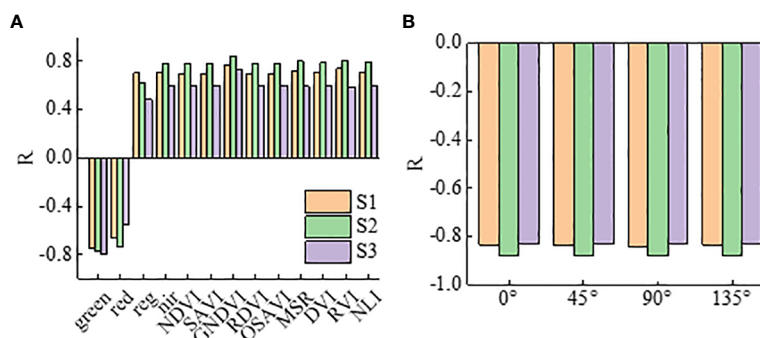 A
R
0.8
0.4
0.0
-0.4
-0.8
S1
S2
S3
green
red
reg
nir
NDVI
SAVI
GNDVI
RDVI
OSAVI
MSR
DVI
RVI
NLI
B
R
0.0
-0.2
-0.4
-0.6
-0.8
-1.0
0° 45° 90° 135°